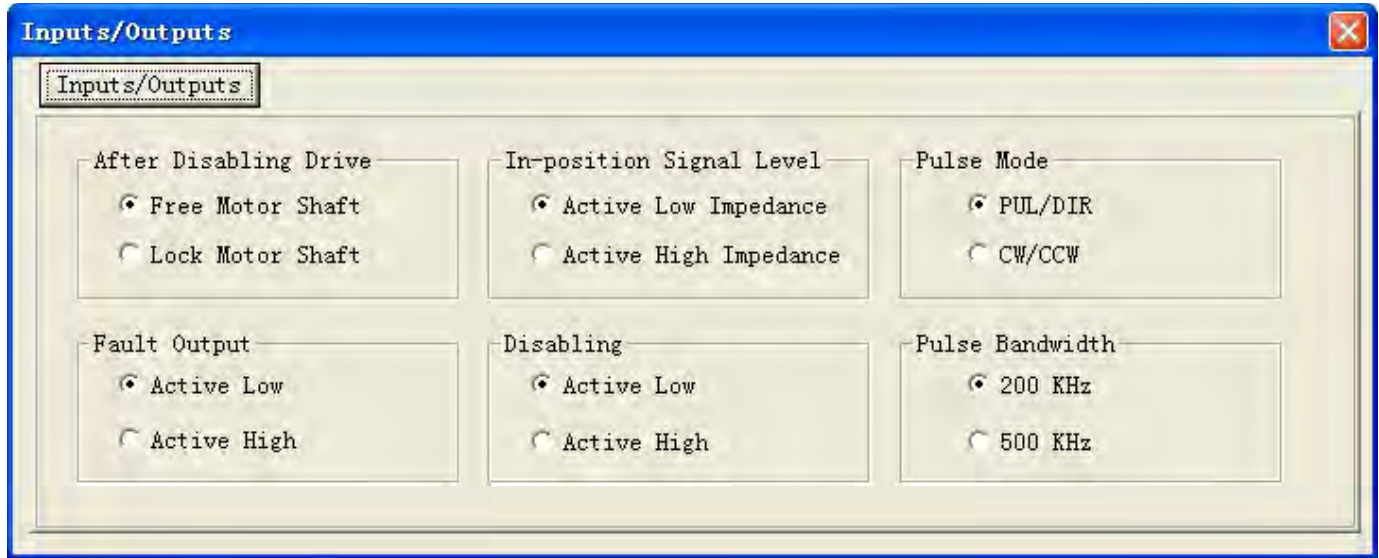 Inputs/Outputs
Inputs/Outputs
After Disabling Drive
Free Motor Shaft
Lock Motor Shaft
In-position Signal Level
Active Low Impedance
Active High Impedance
Pulse Mode
PUL/DIR
CW/CCW
Fault Output
Active Low
Active High
Disabling
Active Low
Active High
Pulse Bandwidth
200 KHz
500 KHz